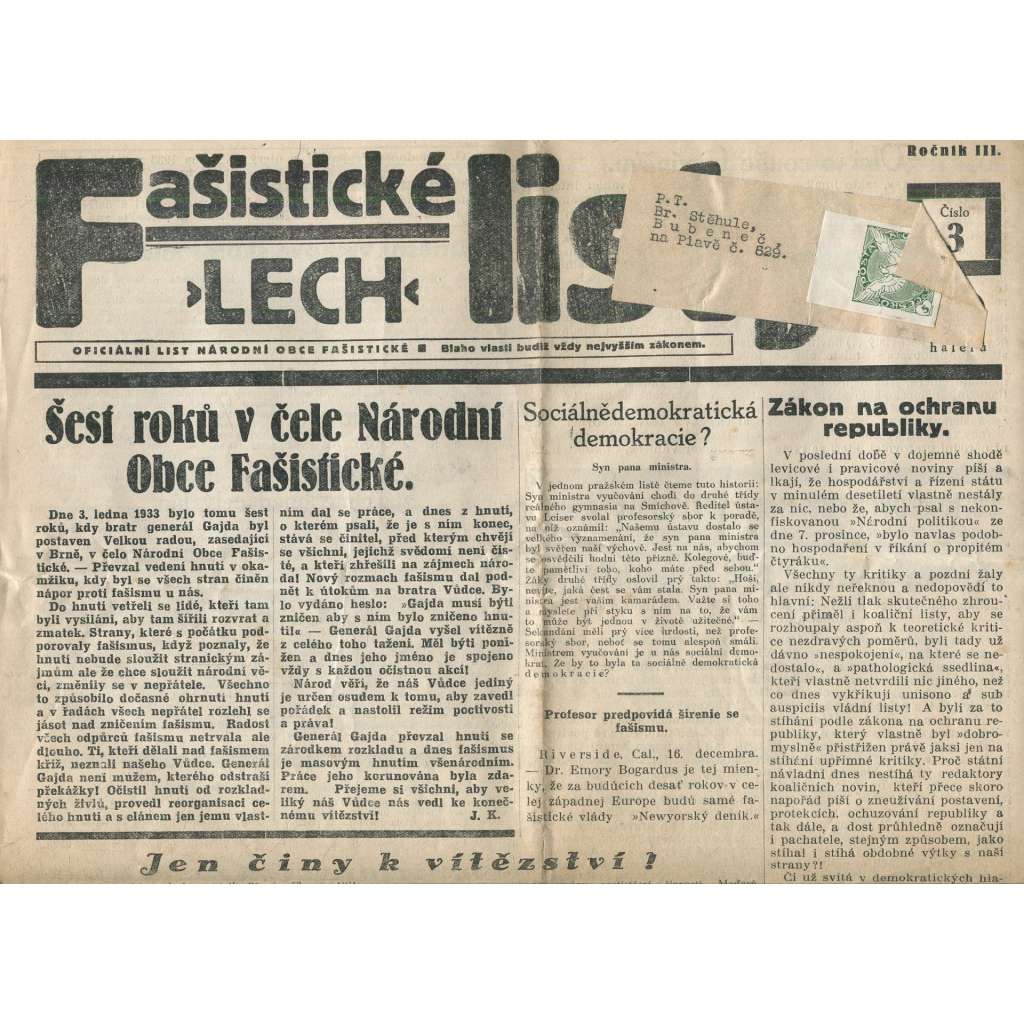 Ročník III.
Fašistické listy
›LECH‹
P.T.
Br. Stěhule,
Bubeneč,
na Piavě č. 629.
Číslo
3
haléřů
OFICIÁLNÍ LIST NÁRODNÍ OBCE FAŠISTICKÉ ■ Blaho vlasti budiž vždy nejvyšším zákonem.
Šest roků v čele Národní
Obce Fašistické.
Dne 3. ledna 1933 bylo tomu šest
roků, kdy bratr generál Gajda byl
postaven Velkou radou, zasedající
v Brně, v čelo Národní Obce Fašis-
tické. — Převzal vedení hnutí v oka-
mžiku, kdy byl se všech stran činěn
nápor proti fašismu u nás.
Do hnutí vetřeli se lidé, kteří tam
byli vysíláni, aby tam šířili rozvrat a
zmatek. Strany, které s počátku pod-
porovaly fašismus, když poznaly, že
hnutí nebude sloužit stranickým zá-
jmům ale že chce sloužit národní vě-
ci, změnily se v nepřátele. Všechno
to způsobilo dočasné ohrnutí hnutí
a v řadách všech nepřátel rozlehl se
jásot nad zničením fašismu. Radost
všech odpůrců fašismu netrvala ale
dlouho. Ti, kteří dělali nad fašismem
kříž, neznali našeho Vůdce. Generál
Gajda není mužem, kterého odstraší
překážky! Očistil hnutí od rozklad-
ných živlů, provedl reorganisaci ce-
lého hnutí a s elánem jen jemu vlast-
ním dal se práce, a dnes z hnutí,
o kterém psali, že je s ním konec,
stává se činitel, před kterým chvějí
se všichni, jejichž svědomí není čis-
té, a kteří zhřešili na zájmech náro-
da! Nový rozmach fašismu dal pod-
nět k útokům na bratra Vůdce. By-
lo vydáno heslo: »Gajda musí býti
zničen aby s ním bylo zničeno hnu-
tí!« — Generál Gajda vyšel vítězně
z celého toho tažení. Měl býti poní-
žen a dnes jeho jméno je spojeno
vždy s každou očistnou akcí!
Národ věří, že náš Vůdce jediný
je určen osudem k tomu, aby zavedl
pořádek a nastolil režim poctivosti
a práva!
Generál Gajda převzal hnutí se
zárodkem rozkladu a dnes fašismus
je masovým hnutím všenárodním.
Práce jeho korunována byla zda-
rem. Přejeme si všichni, aby ve-
liký náš Vůdce nás vedl ke koneč-
nému vítězství! J. K.
Sociálnědemokratická
demokracie?
Syn pana ministra.
V jednom pražském listě čteme tuto historii:
Syn ministra vyučování chodí do druhé třídy
reálného gymnasia na Smíchově. Ředitel ústa-
vu Leiser svolal profesorský sbor k poradě,
na níž oznámil: „Našemu ústavu dostalo se
velkého vyznamenání, že syn pana ministra
byl svěřen naší výchově. Jest na nás, abychom
se osvědčili hodni této přízně. Kolegové, buď-
te pamětliví toho, koho máte před sebou.“
Žáky druhé třídy oslovil prý takto: „Hoši,
nevíte, jaká čest se vám stala. Syn pana mi-
nistra jest vaším kamarádem. Važte si toho
a myslete při styku s ním na to, že vám
to může být jednou v životě užitečné.“ —
Sekundáni měli prý více hrdosti, než profe-
sorský sbor, neboť se tomu alespoň smáli.
Ministrem vyučování je u nás sociální demo-
krat. Že by to byla ta sociálně demokratická
demokracie?
Profesor predpovídá šírenie se
fašismu.
Riverside, Cal., 16. decembra.
— Dr. Emory Bogardus je tej mien-
ky, že za budúcích desať rokov v ce-
lej západnej Europe budú samé fa-
šistické vlády »Newyorský deník.«
Zákon na ochranu
republiky.
V poslední době v dojemné shodě
levicové i pravicové noviny píší a
lkají, že hospodářství a řízení státu
v minulém desetiletí vlastně nestály
za nic, nebo že, abych psal s nekon-
fiskovanou »Národní politikou« ze
dne 7. prosince, »bylo navlas podob-
no hospodaření v říkání o propitém
čtyráku«.
Všechny ty kritiky a pozdní žaly
ale nikdy neřeknou a nedopovědí to
hlavní: Nežli tlak skutečného zhrou-
cení přiměl i koaliční listy, aby se
rozhoupaly aspoň k teoretické kriti-
ce nezdravých poměrů, byli tady už
dávno »nespokojení«, na které se ne-
dostalo«, a »pathologická ssedlina«,
kteří vlastně netvrdili nic jiného, než
co dnes vykřikují unisono a sub
auspiciis vládní listy! A byli za to
stíháni podle zákona na ochranu re-
publiky, který vlastně byl »dobro-
myslně« přistřižen právě jaksi jen na
stíhání upřímné kritiky. Proč státní
návladní dnes nestíhá ty redaktory
koaličních novin, kteří přece skoro
napořád píší o zneužívání postavení,
protekcích, ochuzování republiky a
tak dále, a dost průhledně označují
i pachatele, stejným způsobem, jako
stíhal i stíhá obdobné výtky s naší
strany?!
Či už svitá v demokratických hla-
Jen činy k vítězství!